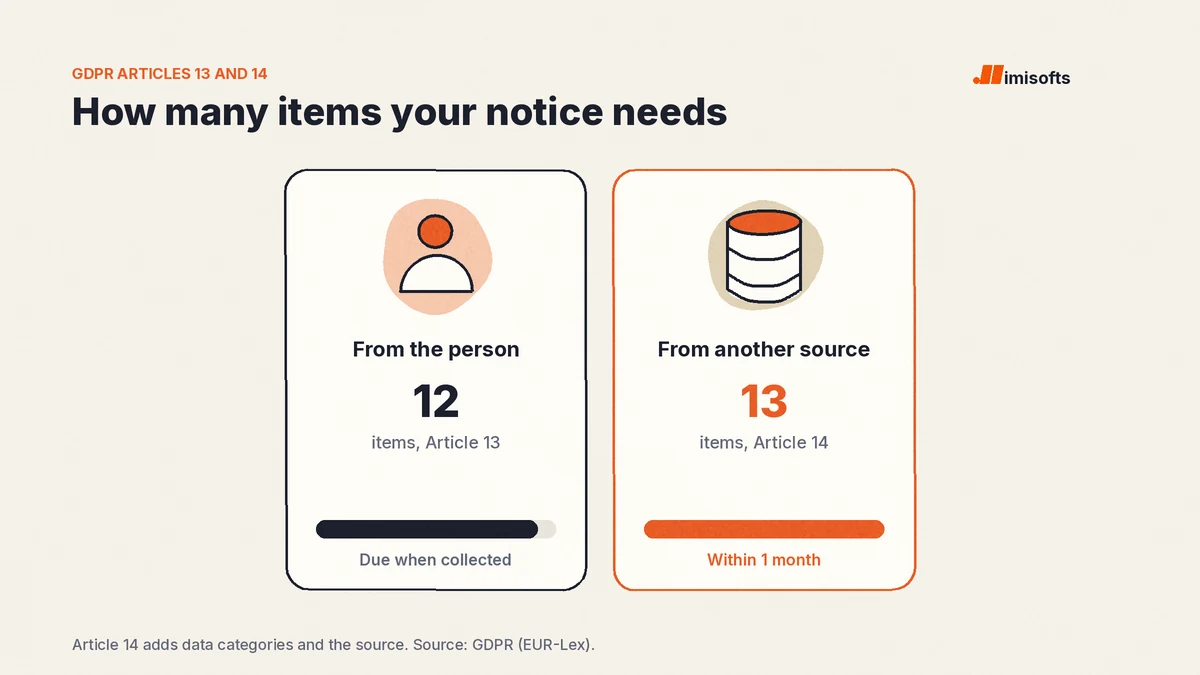 GDPR ARTICLES 13 AND 14
imisofts
How many items your notice needs
From the person
12
items, Article 13
Due when collected
From another source
13
items, Article 14
Within 1 month
Article 14 adds data categories and the source. Source: GDPR (EUR-Lex).